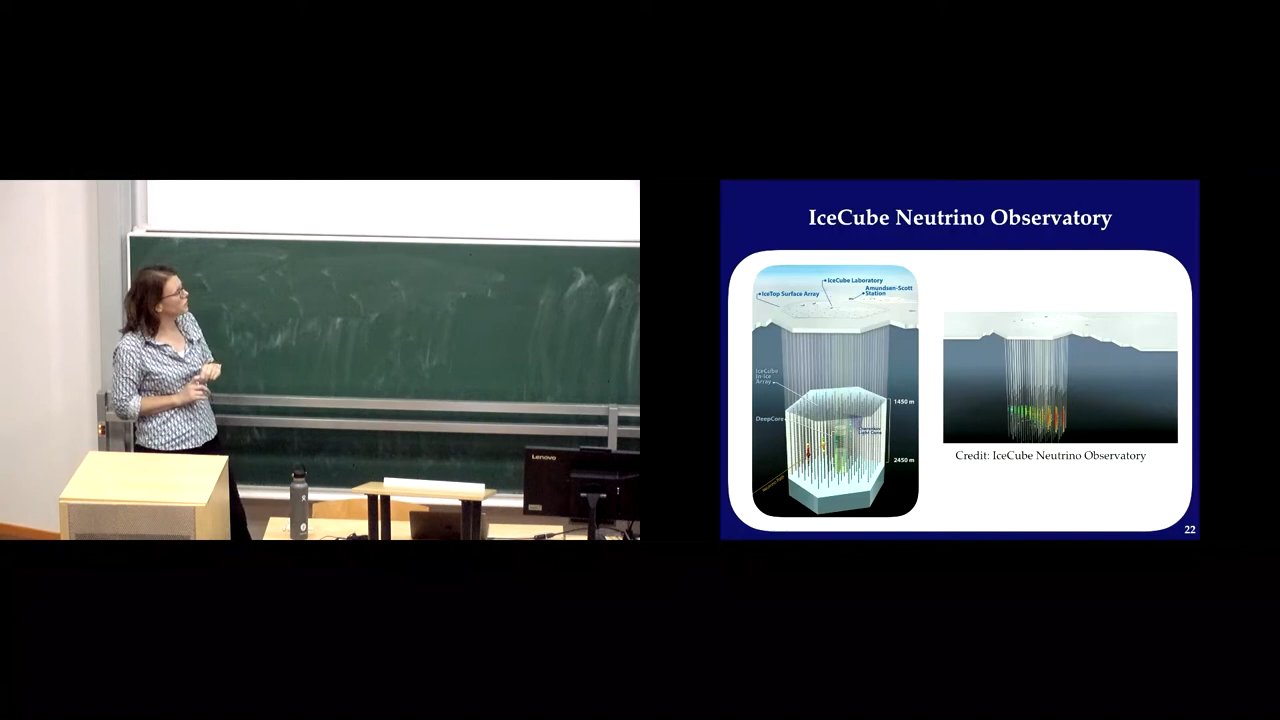 Lenovo
IceCube Neutrino Observatory
IceCube Laboratory
Amundsen-Scott
Station
IceTop Surface Array
IceCube
In-Ice
Array
1450 m
DeepCore
2450 m
Credit: IceCube Neutrino Observatory
22